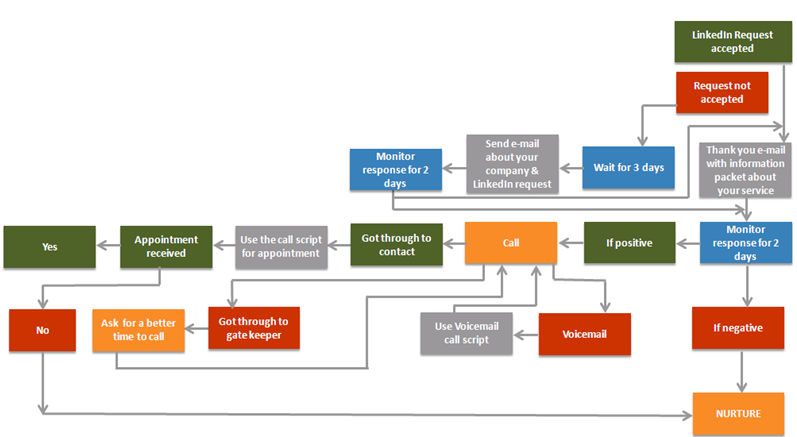 LinkedIn Request
accepted
Request not
accepted
Monitor
response for 2
days
Send e-mail
about your
company &
LinkedIn request
Wait for 3 days
Thank you e-mail
with information
packet about
your service
Yes
Appointment
received
Use the call script
for appointment
Got through to
contact
Call
If positive
Monitor
response for 2
days
No
Ask for a better
time to call
Got through to
gate keeper
Use Voicemail
call script
Voicemail
If negative
NURTURE